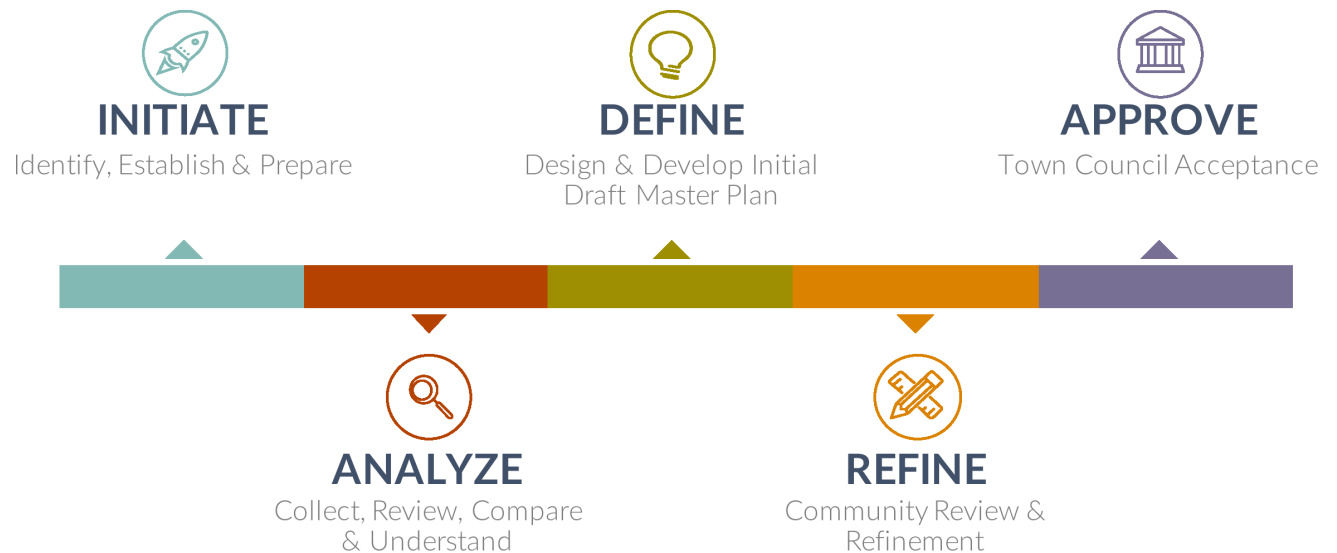 INITIATE
Identify, Establish & Prepare
DEFINE
Design & Develop Initial
Draft Master Plan
APPROVE
Town Council Acceptance
ANALYZE
Collect, Review, Compare
& Understand
REFINE
Community Review &
Refinement